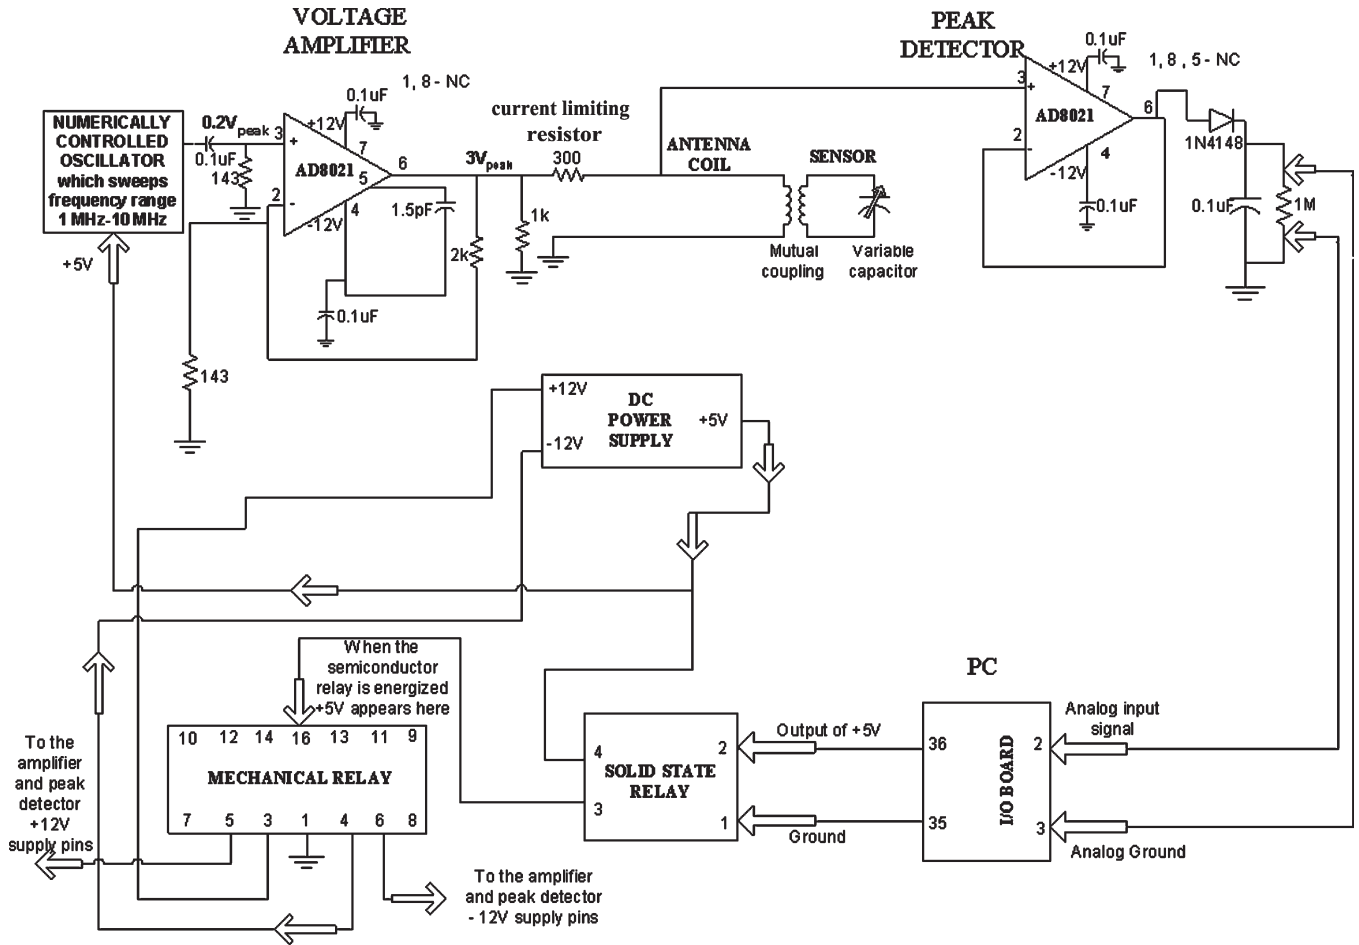 VOLTAGE
AMPLIFIER
PEAK
DETECTOR
NUMERICALLY
CONTROLLED
OSCILLATOR
which sweeps
frequency range
1 MHz-10 MHz
+5V
0.2Vpeak
0.1uF
143
143
3
2
+
-
+12V
-12V
AD8021
7
6
5
4
0.1uF
1, 8 - NC
1.5pF
0.1uF
3Vpeak
2k
1k
current limiting
resistor
300
ANTENNA
COIL
SENSOR
Mutual
coupling
Variable
capacitor
3
2
+
-
+12V
-12V
AD8021
7
6
4
0.1uF
0.1uF
1, 8 , 5 - NC
1N4148
0.1uF
1M
+12V
-12V
DC
POWER
SUPPLY
+5V
When the
semiconductor
relay is energized
+5V appears here
10 12 14 16 13 11 9
MECHANICAL RELAY
7 5 3 1 4 6 8
To the
amplifier
and peak
detector
+12V
supply pins
To the amplifier
and peak detector
- 12V supply pins
4
3
SOLID STATE
RELAY
2
1
Output of +5V
Ground
PC
36
35
I/O BOARD
2
3
Analog input
signal
Analog Ground